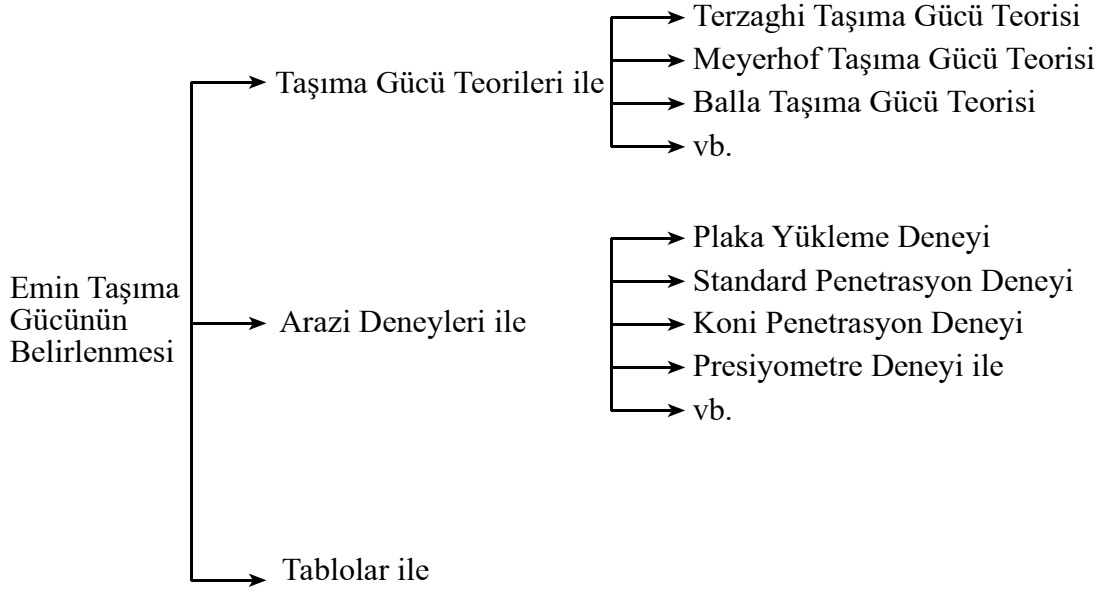 Emin Taşıma
Gücünün
Belirlenmesi
Taşıma Gücü Teorileri ile
Terzaghi Taşıma Gücü Teorisi
Meyerhof Taşıma Gücü Teorisi
Balla Taşıma Gücü Teorisi
vb.
Arazi Deneyleri ile
Plaka Yükleme Deneyi
Standard Penetrasyon Deneyi
Koni Penetrasyon Deneyi
Presiyometre Deneyi ile
vb.
Tablolar ile